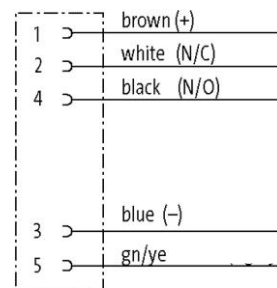 1 brown (+)
2 white (N/C)
4 black (N/O)
3 blue (–)
5 gn/ye